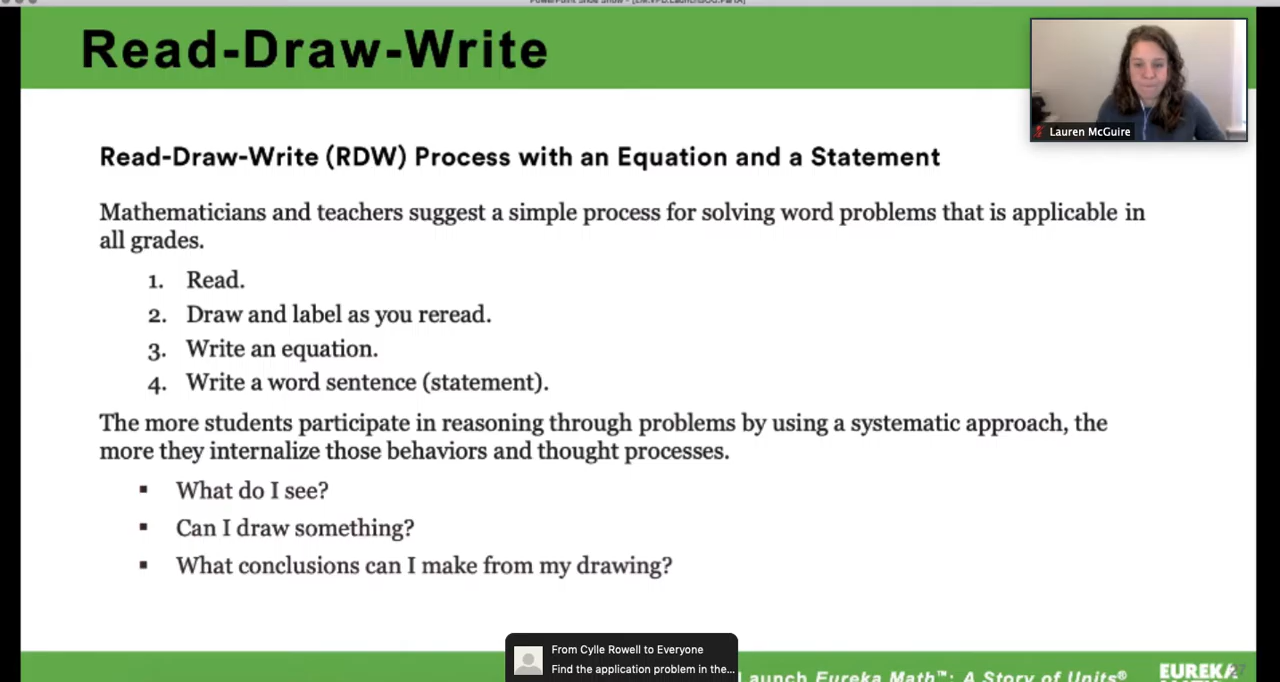 Read-Draw-Write
Lauren McGuire
Read-Draw-Write (RDW) Process with an Equation and a Statement
Mathematicians and teachers suggest a simple process for solving word problems that is applicable in
all grades.
1. Read.
2. Draw and label as you reread.
3. Write an equation.
4. Write a word sentence (statement).
The more students participate in reasoning through problems by using a systematic approach, the
more they internalize those behaviors and thought processes.
▪ What do I see?
▪ Can I draw something?
▪ What conclusions can I make from my drawing?
From Cylle Rowell to Everyone
Find the application problem in the...
Launch Eureka Math™: A Story of Units®
EUREKA